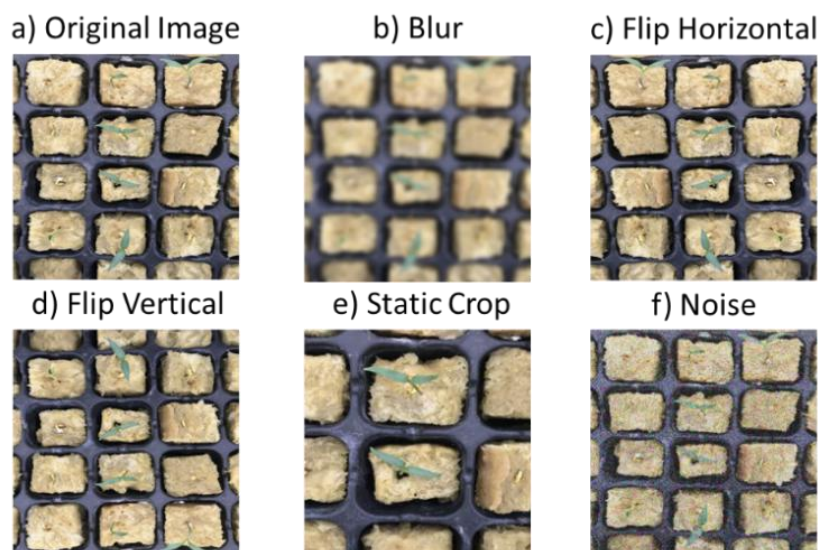 a) Original Image
b) Blur
c) Flip Horizontal
d) Flip Vertical
e) Static Crop
f) Noise